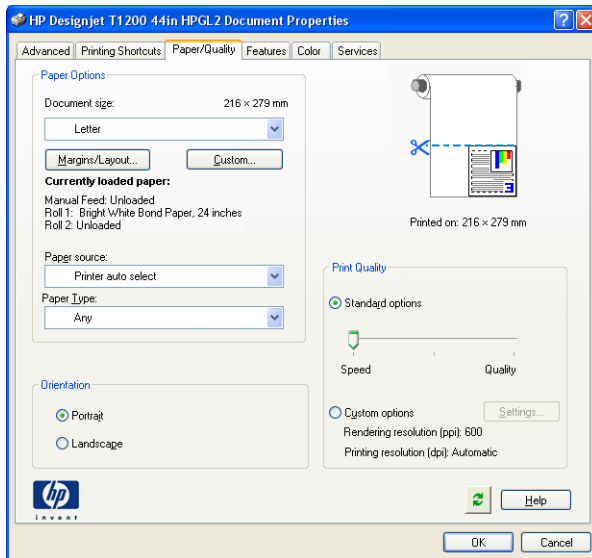 HP Designjet T1200 44in HPGL2 Document Properties
Advanced
Printing Shortcuts
Paper/Quality
Features
Color
Services
Paper Options
Document size:
216 × 279 mm
Letter
Margins/Layout...
Custom...
Currently loaded paper:
Manual Feed: Unloaded
Roll 1: Bright White Bond Paper, 24 inches
Roll 2: Unloaded
Paper source:
Printer auto select
Paper Type:
Any
Orientation
Portrait
Landscape
3
Printed on: 216 × 279 mm
Print Quality
Standard options
Speed
Quality
Custom options
Settings...
Rendering resolution (ppi): 600
Printing resolution (dpi): Automatic
hp
invent
Help
OK
Cancel